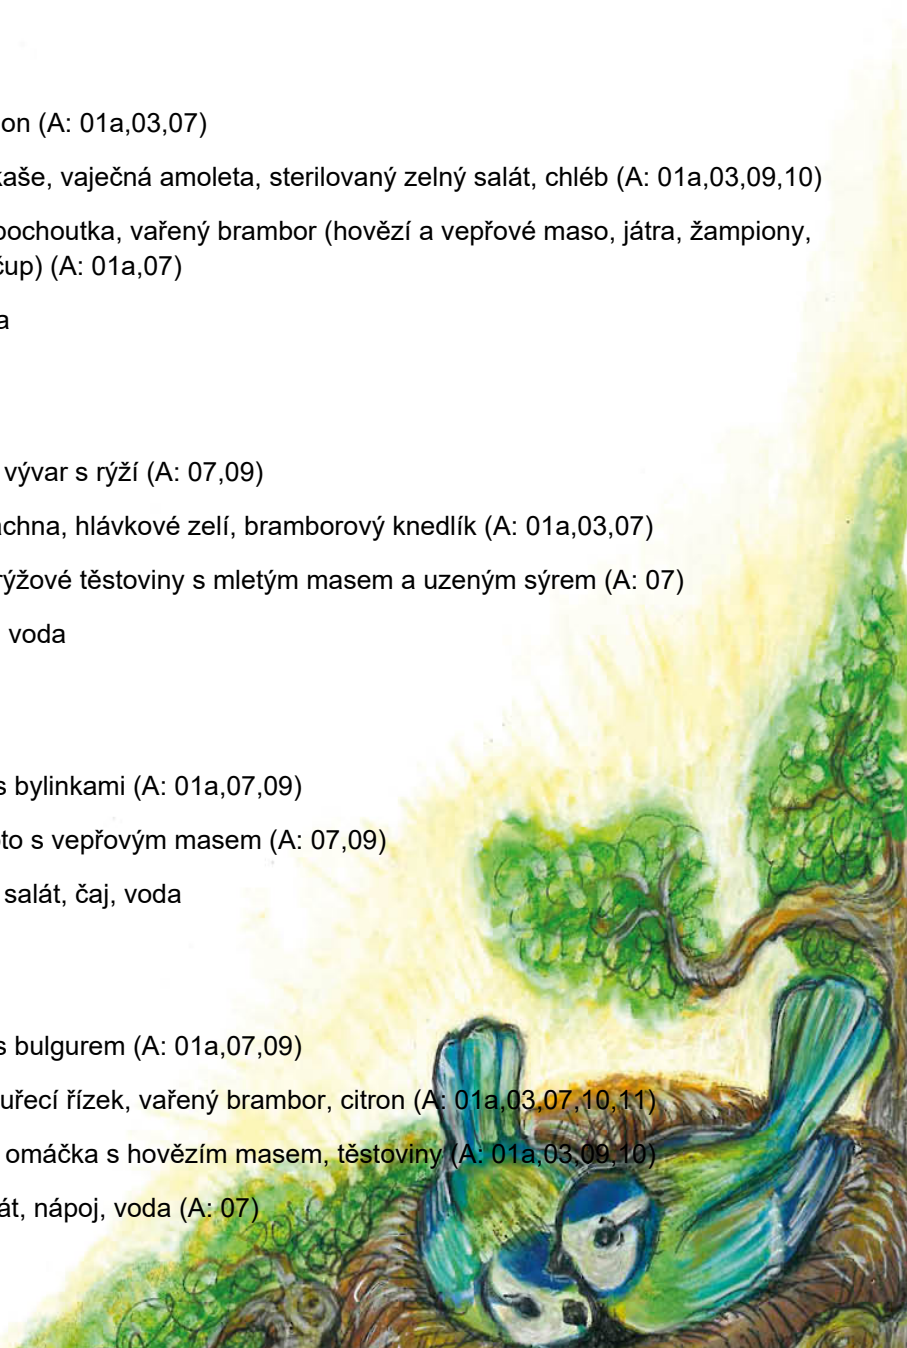 on (A: 01a,03,07)
kaše, vaječná amoleta, sterilovaný zelný salát, chléb (A: 01a,03,09,10)
pochoutka, vařený brambor (hovězí a vepřové maso, játra, žampiony,
čup) (A: 01a,07)
a
vývar s rýží (A: 07,09)
achna, hlávkové zelí, bramborový knedlík (A: 01a,03,07)
rýžové těstoviny s mletým masem a uzeným sýrem (A: 07)
voda
s bylinkami (A: 01a,07,09)
to s vepřovým masem (A: 07,09)
salát, čaj, voda
s bulgurem (A: 01a,07,09)
uřecí řízek, vařený brambor, citron (A: 01a,03,07,10,11)
omáčka s hovězím masem, těstoviny (A: 01a,03,09,10)
át, nápoj, voda (A: 07)